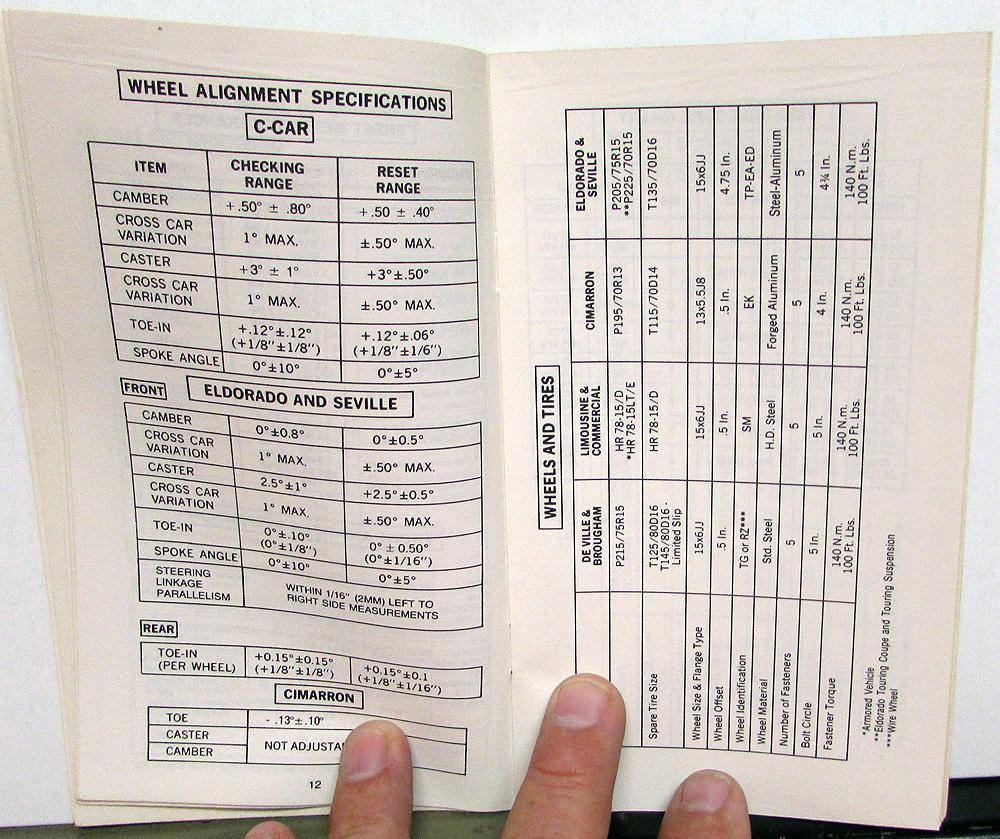 WHEEL ALIGNMENT SPECIFICATIONS
C-CAR
ITEM CHECKING RANGE RESET RANGE
CAMBER +.50° ± .80° +.50 ± .40°
CROSS CAR VARIATION 1° MAX. ±.50° MAX.
CASTER +3° ± 1° +3°±.50°
CROSS CAR VARIATION 1° MAX. ±.50° MAX.
TOE-IN +.12°±.12° +.12°±.06°
(+1/8"±1/8") (+1/8"±1/6")
SPOKE ANGLE 0°±10° 0°±5°
FRONT ELDORADO AND SEVILLE
CAMBER 0°±0.8° 0°±0.5°
CROSS CAR VARIATION 1° MAX. ±.50° MAX.
CASTER 2.5°±1° +2.5°±0.5°
CROSS CAR VARIATION 1° MAX. ±.50° MAX.
TOE-IN 0°±.10° 0° ± 0.50°
(0°±1/8") (0°±1/16")
SPOKE ANGLE 0°±10° 0°±5°
STEERING LINKAGE PARALLELISM WITHIN 1/16" (2MM) LEFT TO
RIGHT SIDE MEASUREMENTS
REAR
TOE-IN +0.15°±0.15° +0.15°±0.1
(PER WHEEL) (+1/8"±1/8") (+1/8"±1/16")
CIMARRON
TOE - .13°±.10°
CASTER
NOT ADJUSTA
CAMBER
12
WHEELS AND TIRES
DE VILLE & BROUGHAM LIMOUSINE & COMMERCIAL CIMARRON ELDORADO & SEVILLE
P215/75R15 HR 78-15/D P195/70R13 P205/75R15
*HR 78-15LT/E **P225/70R15
Spare Tire Size T125/80D16 HR 78-15/D T115/70D14 T135/70D16
T145/80D16 -
Limited Slip
Wheel Size & Flange Type 15x6JJ 15x6JJ 13x5.5J8 15x6JJ
Wheel Offset .5 In. .5 In. .5 In. 4.75 In.
Wheel Identification TG or RZ*** SM EK TP-EA-ED
Wheel Material Std. Steel H.D. Steel Forged Aluminum Steel-Aluminum
Number of Fasteners 5 5 5 5
Bolt Circle 5 In. 5 In. 4 In. 4¾ In.
Fastener Torque 140 N.m. 140 N.m. 140 N.m. 140 N.m.
100 Ft. Lbs. 100 Ft. Lbs. 100 Ft. Lbs. 100 Ft. Lbs.
*Armored Vehicle
**Eldorado Touring Coupe and Touring Suspension
***Wire Wheel